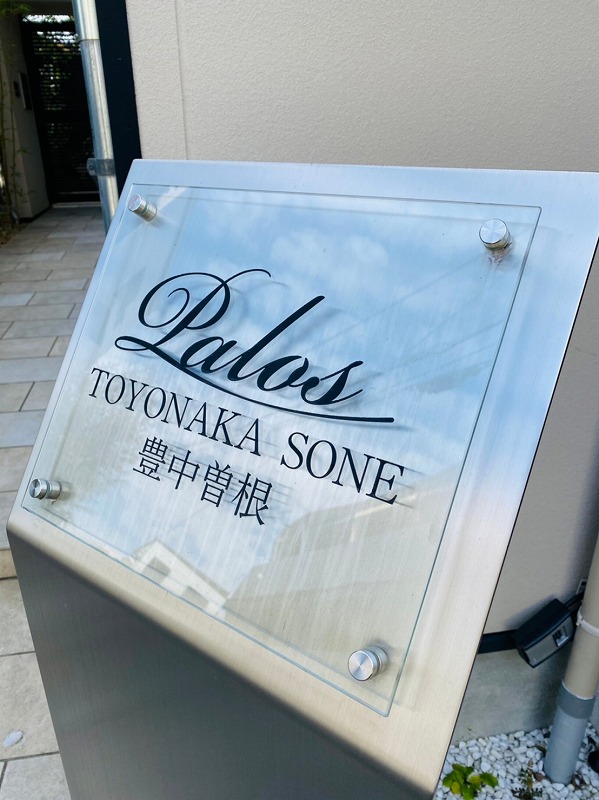 Palos
TOYONAKA SONE
豊中曽根